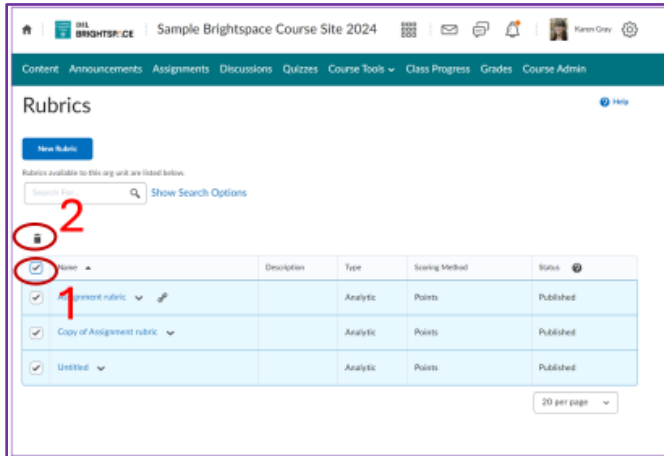 D2L
BRIGHTSPACE
Sample Brightspace Course Site 2024
Karen Gray
Content Announcements Assignments Discussions Quizzes Course Tools Class Progress Grades Course Admin
Rubrics
Help
New Rubric
Rubrics available to this org unit are listed below.
Search For... Show Search Options
2
Name Description Type Scoring Method Status
1
Assignment rubric Analytic Points Published
Copy of Assignment rubric Analytic Points Published
Untitled Analytic Points Published
20 per page